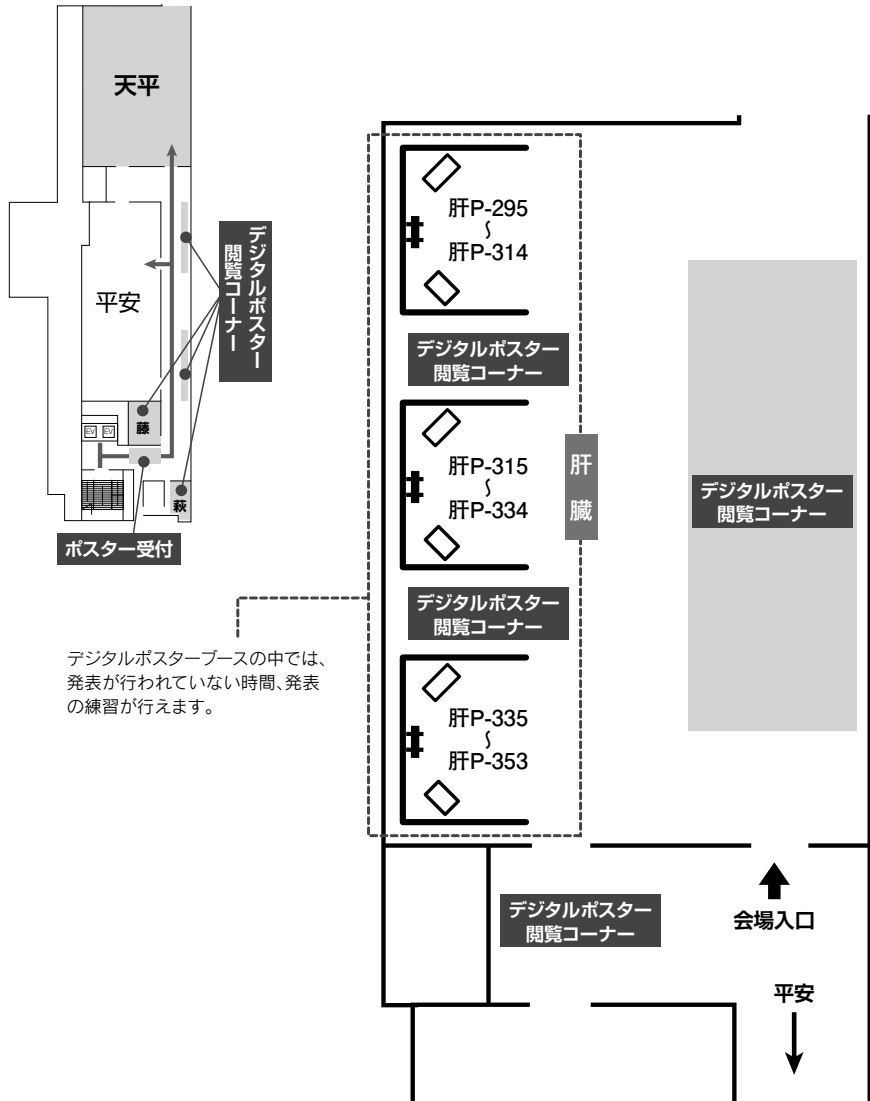 天平
平安
デジタルポスター
閲覧コーナー
EV
EV
藤
萩
ポスター受付
デジタルポスターブースの中では、
発表が行われていない時間、発表
の練習が行えます。
肝P-295
〜
肝P-314
デジタルポスター
閲覧コーナー
肝P-315
〜
肝P-334
肝臓
デジタルポスター
閲覧コーナー
デジタルポスター
閲覧コーナー
肝P-335
〜
肝P-353
デジタルポスター
閲覧コーナー
会場入口
平安